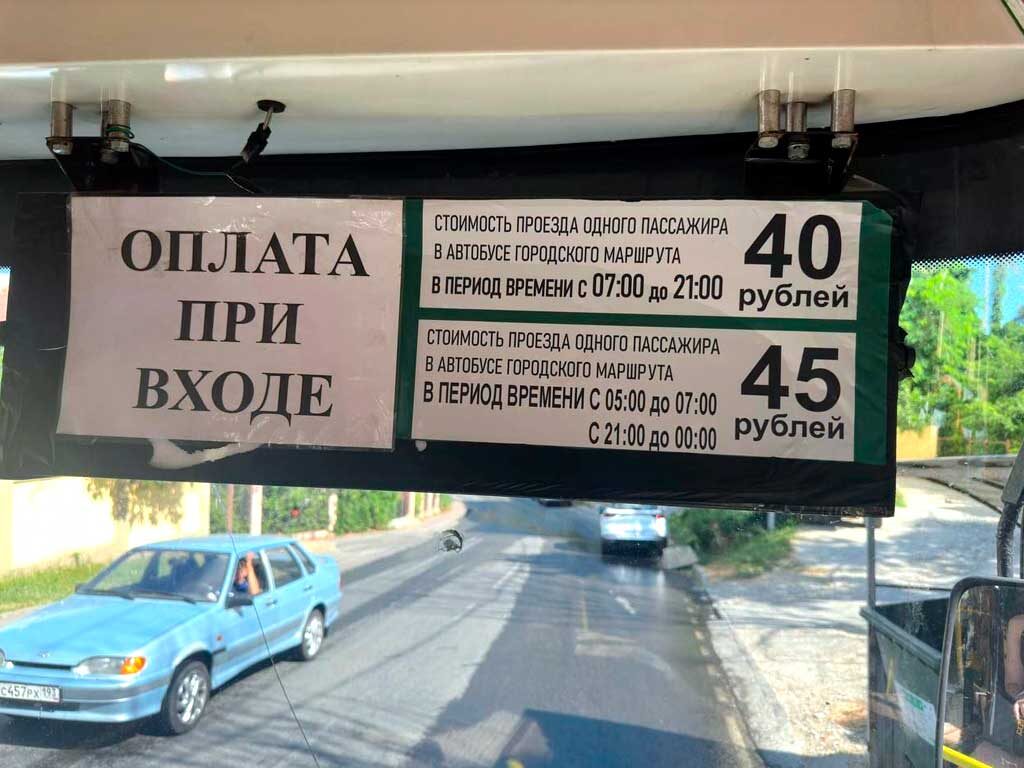 ОПЛАТА
ПРИ
ВХОДЕ
СТОИМОСТЬ ПРОЕЗДА ОДНОГО ПАССАЖИРА
В АВТОБУСЕ ГОРОДСКОГО МАРШРУТА
В ПЕРИОД ВРЕМЕНИ С 07:00 до 21:00
40
рублей
СТОИМОСТЬ ПРОЕЗДА ОДНОГО ПАССАЖИРА
В АВТОБУСЕ ГОРОДСКОГО МАРШРУТА
В ПЕРИОД ВРЕМЕНИ С 05:00 до 07:00
С 21:00 до 00:00
45
рублей
С457РХ 193